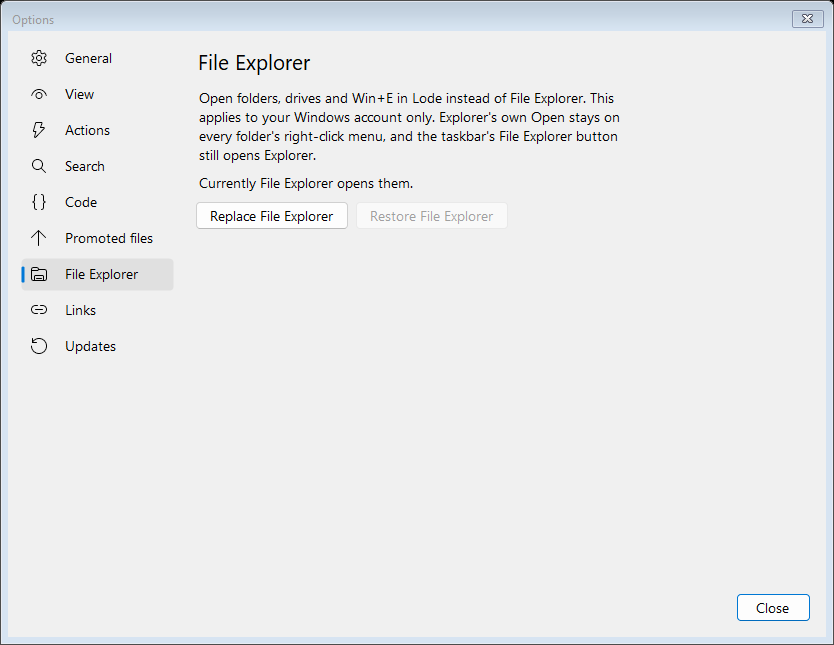 Options
General
View
Actions
Search
Code
Promoted files
File Explorer
Links
Updates
File Explorer
Open folders, drives and Win+E in Lode instead of File Explorer. This
applies to your Windows account only. Explorer's own Open stays on
every folder's right-click menu, and the taskbar's File Explorer button
still opens Explorer.
Currently File Explorer opens them.
Replace File Explorer
Restore File Explorer
Close